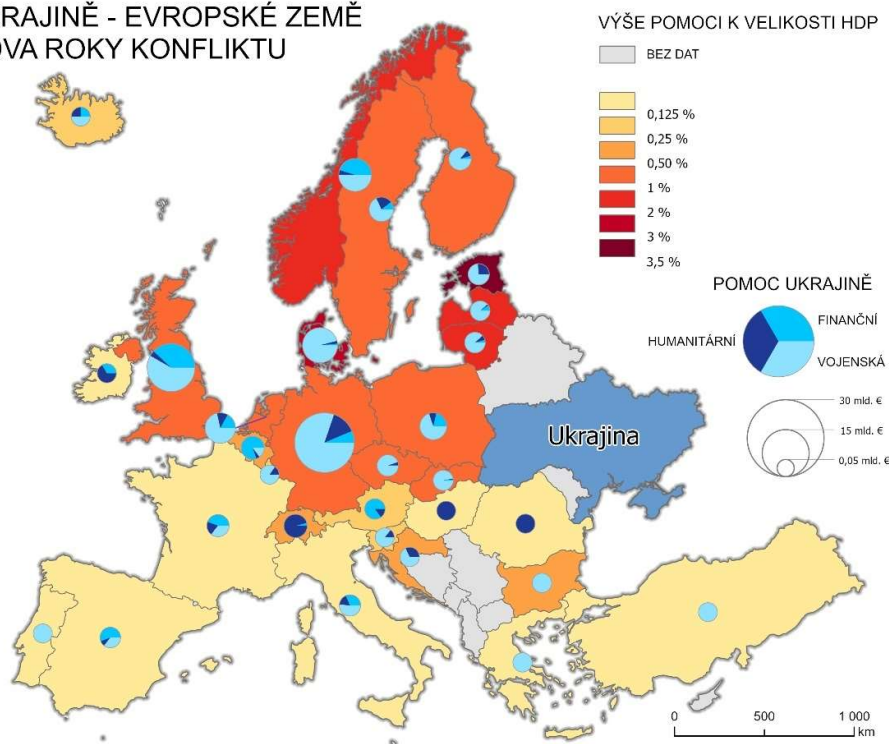 RAJINĚ - EVROPSKÉ ZEMĚ
OVA ROKY KONFLIKTU
VÝŠE POMOCI K VELIKOSTI HDP
BEZ DAT
0,125 %
0,25 %
0,50 %
1 %
2 %
3 %
3,5 %
POMOC UKRAJINĚ
FINANČNÍ
HUMANITÁRNÍ
VOJENSKÁ
30 mld. €
15 mld. €
0,05 mld. €
Ukrajina
0 500 1 000
km